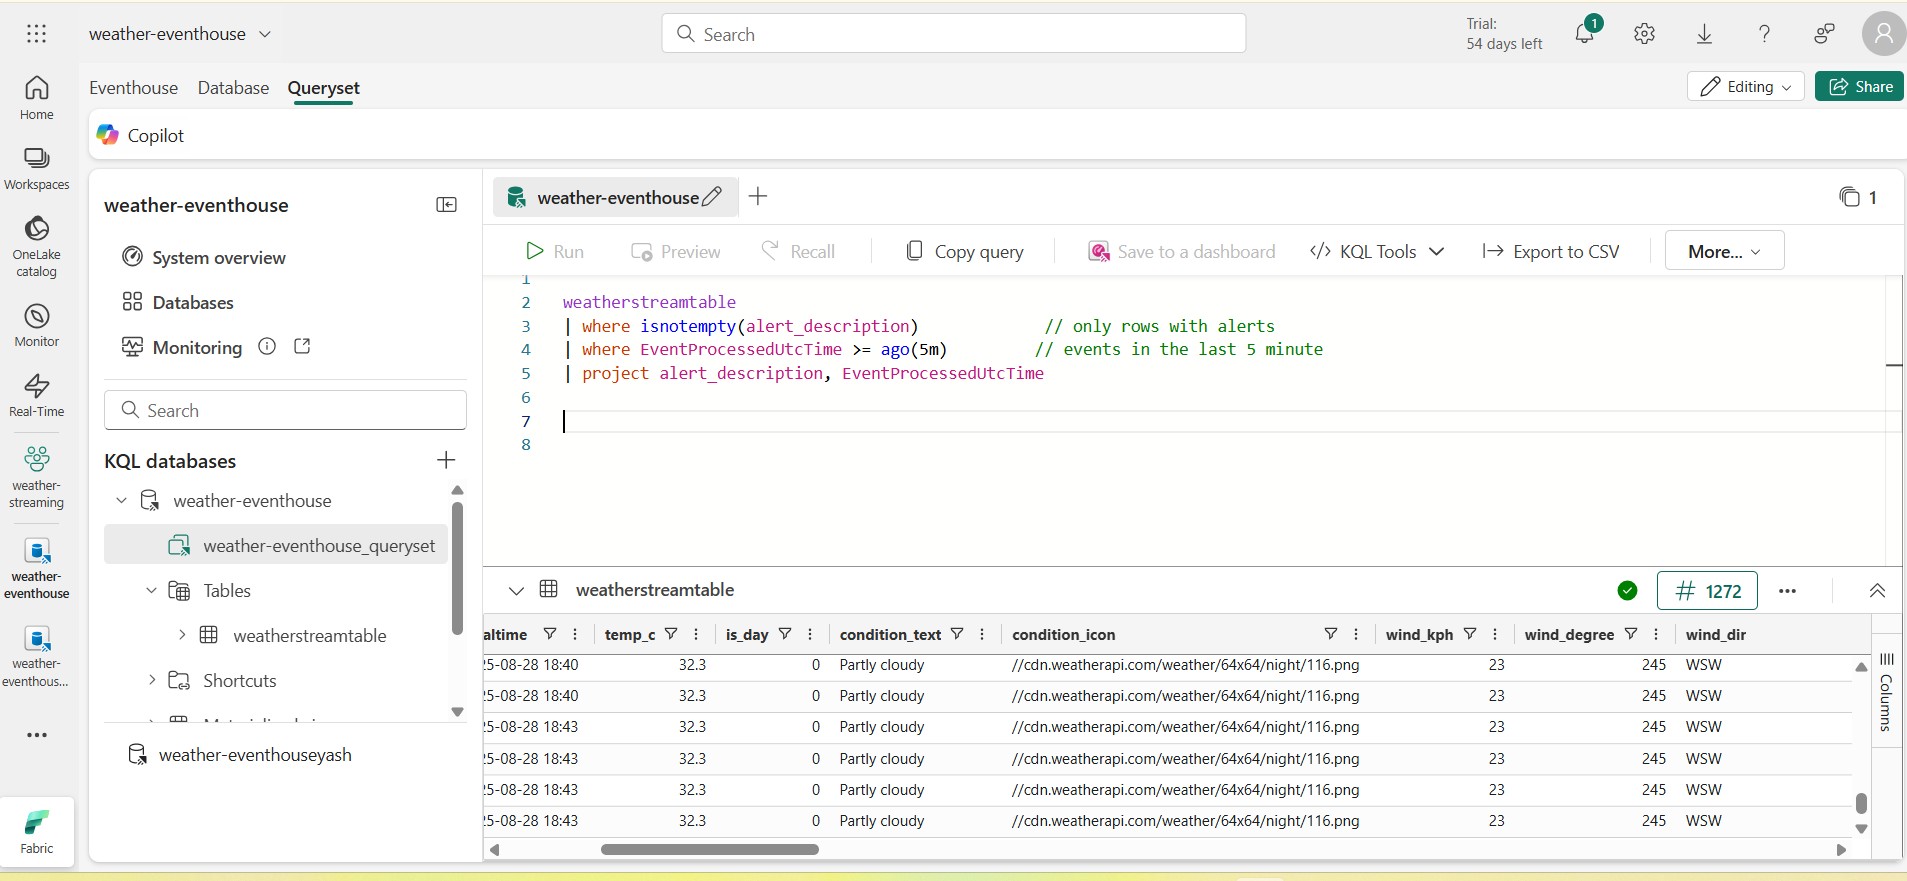 weather-eventhouse
Search
Trial:
54 days left
1
Home
Workspaces
OneLake
catalog
Monitor
Real-Time
weather-
streaming
weather-
eventhouse
weather-
eventhous...
Fabric
Eventhouse Database Queryset
Editing
Share
Copilot
weather-eventhouse
System overview
Databases
Monitoring
Search
KQL databases
weather-eventhouse
weather-eventhouse_queryset
Tables
weatherstreamtable
Shortcuts
weather-eventhouseyash
weather-eventhouse
1
Run Preview Recall Copy query Save to a dashboard </> KQL Tools Export to CSV More...
1
2 weatherstreamtable
3 | where isnotempty(alert_description) // only rows with alerts
4 | where EventProcessedUtcTime >= ago(5m) // events in the last 5 minute
5 | project alert_description, EventProcessedUtcTime
6
7
8
weatherstreamtable
# 1272
altime temp_c is_day condition_text condition_icon wind_kph wind_degree wind_dir
25-08-28 18:40 32.3 0 Partly cloudy //cdn.weatherapi.com/weather/64x64/night/116.png 23 245 WSW
25-08-28 18:40 32.3 0 Partly cloudy //cdn.weatherapi.com/weather/64x64/night/116.png 23 245 WSW
25-08-28 18:43 32.3 0 Partly cloudy //cdn.weatherapi.com/weather/64x64/night/116.png 23 245 WSW
25-08-28 18:43 32.3 0 Partly cloudy //cdn.weatherapi.com/weather/64x64/night/116.png 23 245 WSW
25-08-28 18:43 32.3 0 Partly cloudy //cdn.weatherapi.com/weather/64x64/night/116.png 23 245 WSW
25-08-28 18:43 32.3 0 Partly cloudy //cdn.weatherapi.com/weather/64x64/night/116.png 23 245 WSW
Columns